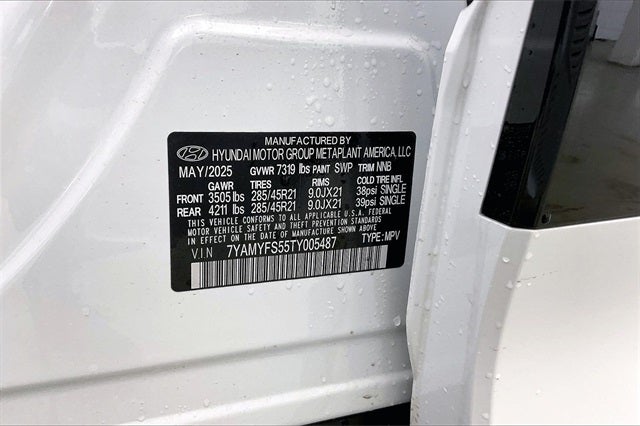 MANUFACTURED BY
HYUNDAI MOTOR GROUP METAPLANT AMERICA, LLC
MAY/2025 GVWR 7319 lbs PAINT SWP TRIM NNB
GAWR TIRES RIMS COLD TIRE INFL
FRONT 3505 lbs 285/45R21 9.0JX21 38psi SINGLE
REAR 4211 lbs 285/45R21 9.0JX21 39psi SINGLE
THIS VEHICLE CONFORMS TO ALL APPLICABLE U.S.A. FEDERAL
MOTOR VEHICLE SAFETY AND THEFT PREVENTION STANDARDS
IN EFFECT ON THE DATE OF MANUFACTURE SHOWN ABOVE.
V.I.N 7YAMYFS55TY005487 TYPE: MPV